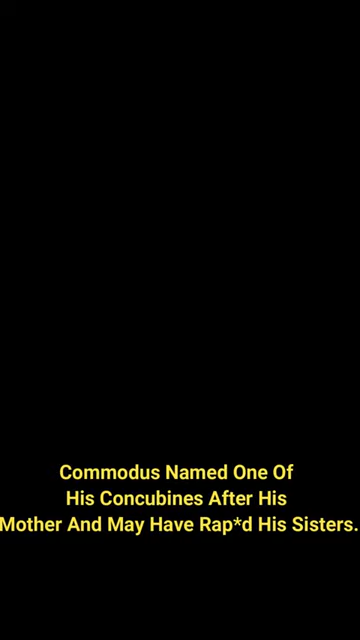 Commodus Named One Of
His Concubines After His
Mother And May Have Rap*d His Sisters.